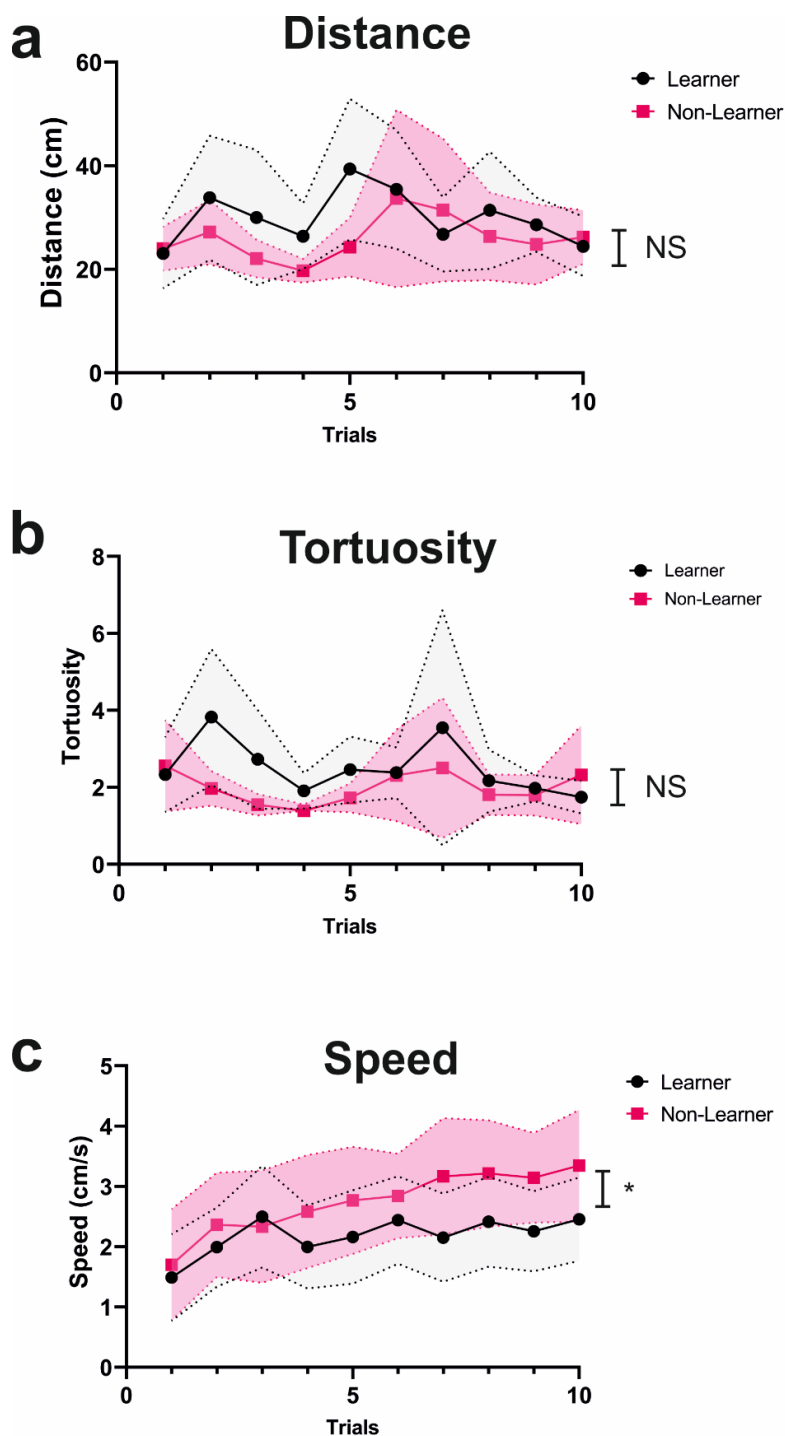 a
Distance
Learner
Non-Learner
Distance (cm)
60
40
20
0
NS
0
5
10
Trials
b
Tortuosity
Learner
Non-Learner
Tortuosity
8
6
4
2
0
NS
0
5
10
Trials
c
Speed
Learner
Non-Learner
Speed (cm/s)
5
4
3
2
1
0
*
0
5
10
Trials